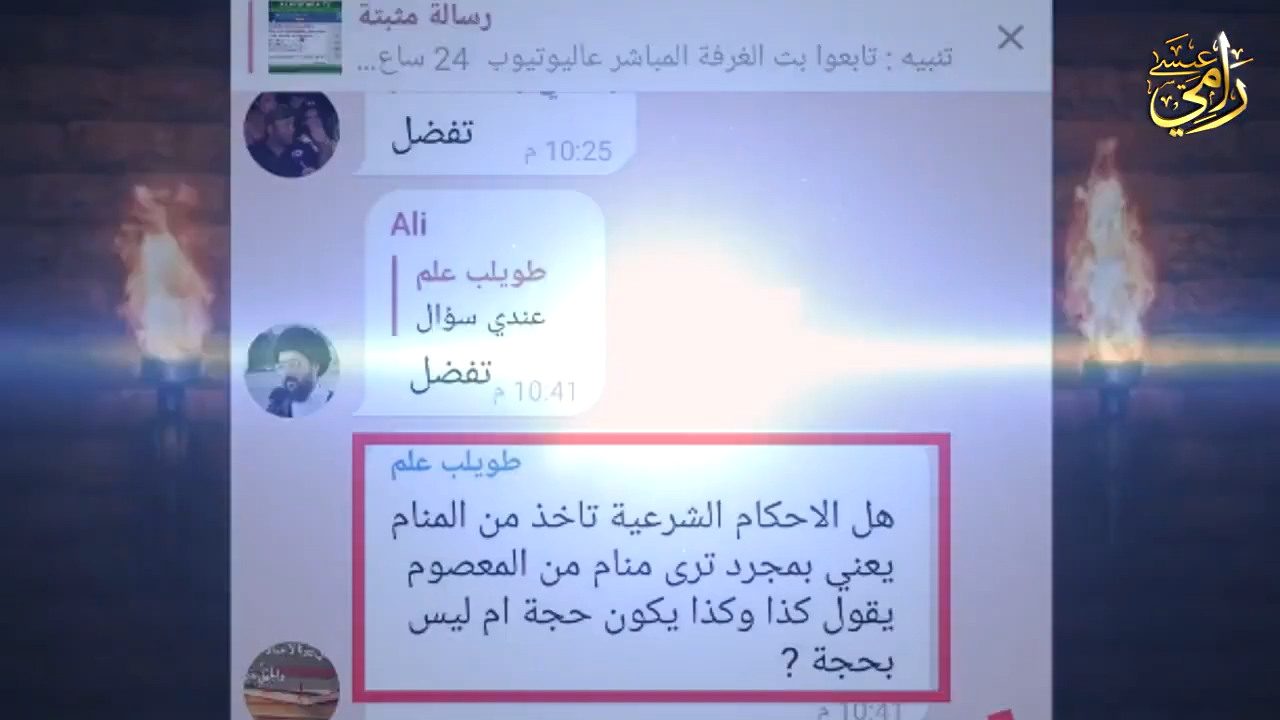 رسالة مثبتة
تنبيه : تابعوا بث الغرفة المباشر عاليوتيوب 24 ساع...
رامي عيسى
تفضل
10:25 م
Ali
طويلب علم
عندي سؤال
تفضل
10.41 م
طويلب علم
هل الاحكام الشرعية تاخذ من المنام
يعني بمجرد ترى منام من المعصوم
يقول كذا وكذا يكون حجة ام ليس
بحجة ?
10:41 م